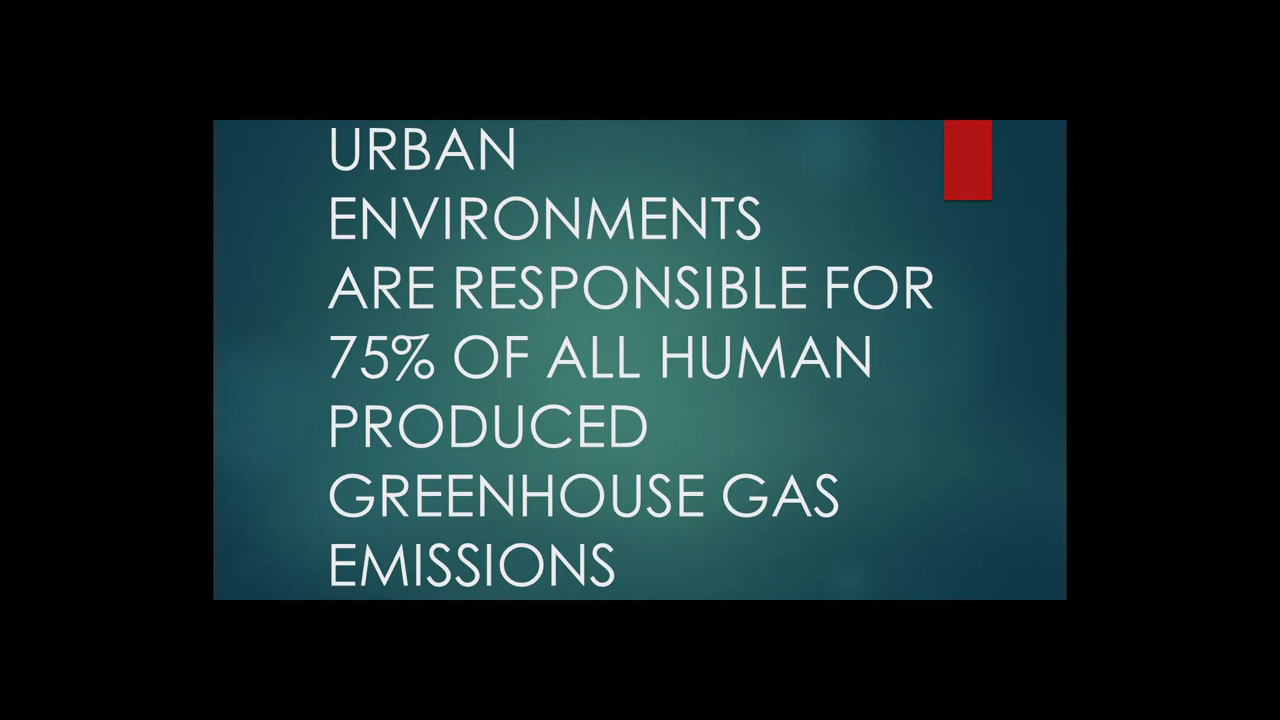 URBAN
ENVIRONMENTS
ARE RESPONSIBLE FOR
75% OF ALL HUMAN
PRODUCED
GREENHOUSE GAS
EMISSIONS